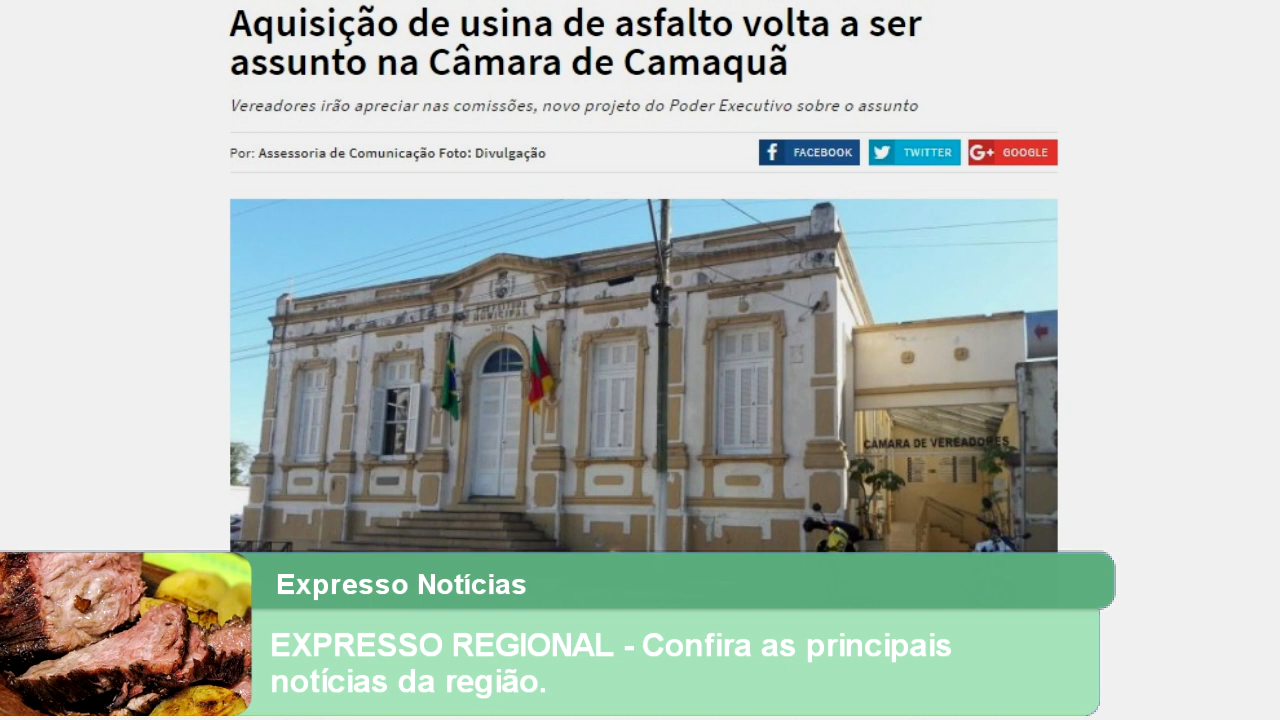 Aquisição de usina de asfalto volta a ser
assunto na Câmara de Camaquã
Vereadores irão apreciar nas comissões, novo projeto do Poder Executivo sobre o assunto
Por: Assessoria de Comunicação Foto: Divulgação
FACEBOOK
TWITTER
G+ GOOGLE
MUNICIPAL
CÂMARA DE VEREADORES
Expresso Notícias
EXPRESSO REGIONAL - Confira as principais
notícias da região.